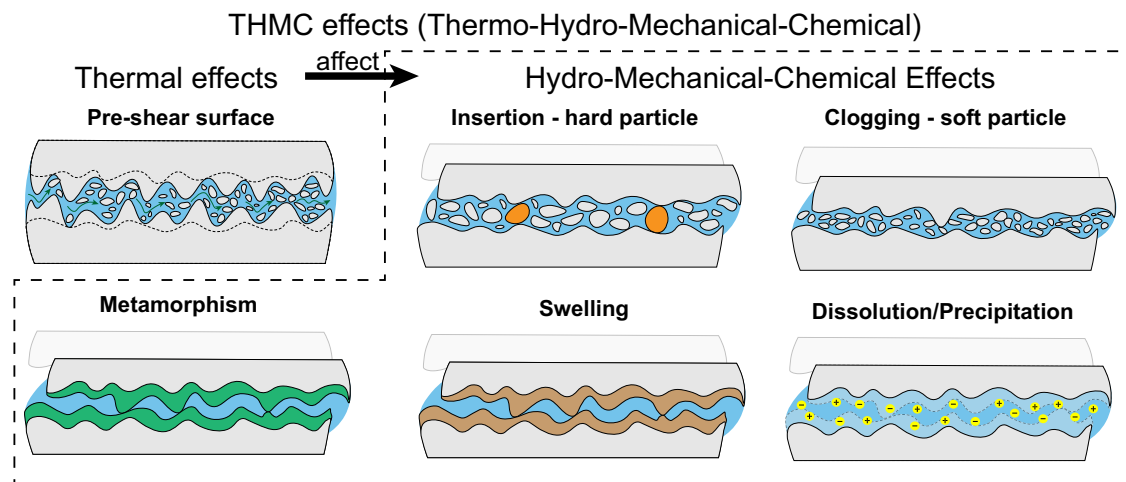 THMC effects (Thermo-Hydro-Mechanical-Chemical)
Thermal effects
affect
Hydro-Mechanical-Chemical Effects
Pre-shear surface
Insertion - hard particle
Clogging - soft particle
Metamorphism
Swelling
Dissolution/Precipitation